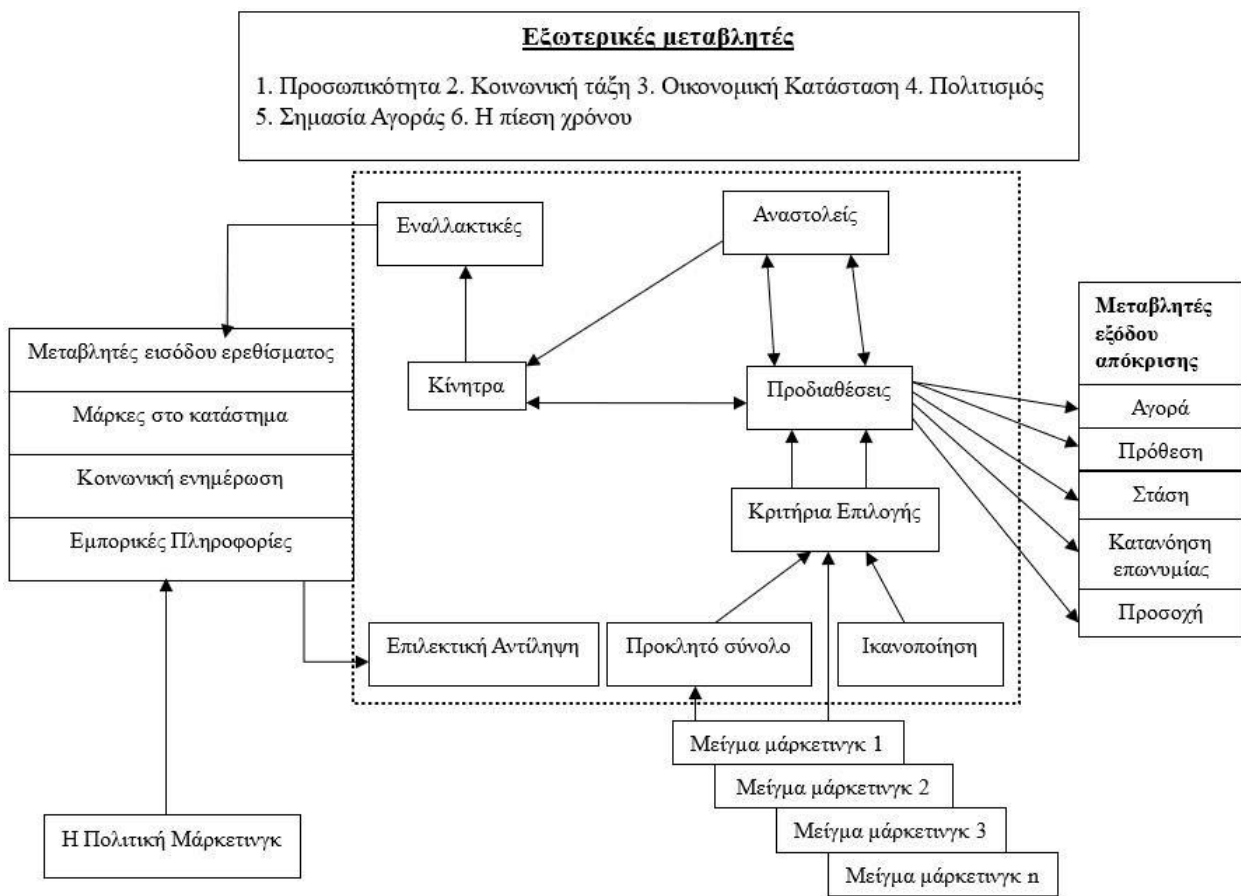 Εξωτερικές μεταβλητές
1. Προσωπικότητα 2. Κοινωνική τάξη 3. Οικονομική Κατάσταση 4. Πολιτισμός
5. Σημασία Αγοράς 6. Η πίεση χρόνου
Εναλλακτικές
Αναστολείς
Μεταβλητές εισόδου ερεθίσματος
Μάρκες στο κατάστημα
Κοινωνική ενημέρωση
Εμπορικές Πληροφορίες
Κίνητρα
Προδιαθέσεις
Κριτήρια Επιλογής
Μεταβλητές
εξόδου
απόκρισης
Αγορά
Πρόθεση
Στάση
Κατανόηση
επωνυμίας
Προσοχή
Επιλεκτική Αντίληψη
Προκλητό σύνολο
Ικανοποίηση
Μείγμα μάρκετινγκ 1
Μείγμα μάρκετινγκ 2
Μείγμα μάρκετινγκ 3
Μείγμα μάρκετινγκ n
Η Πολιτική Μάρκετινγκ